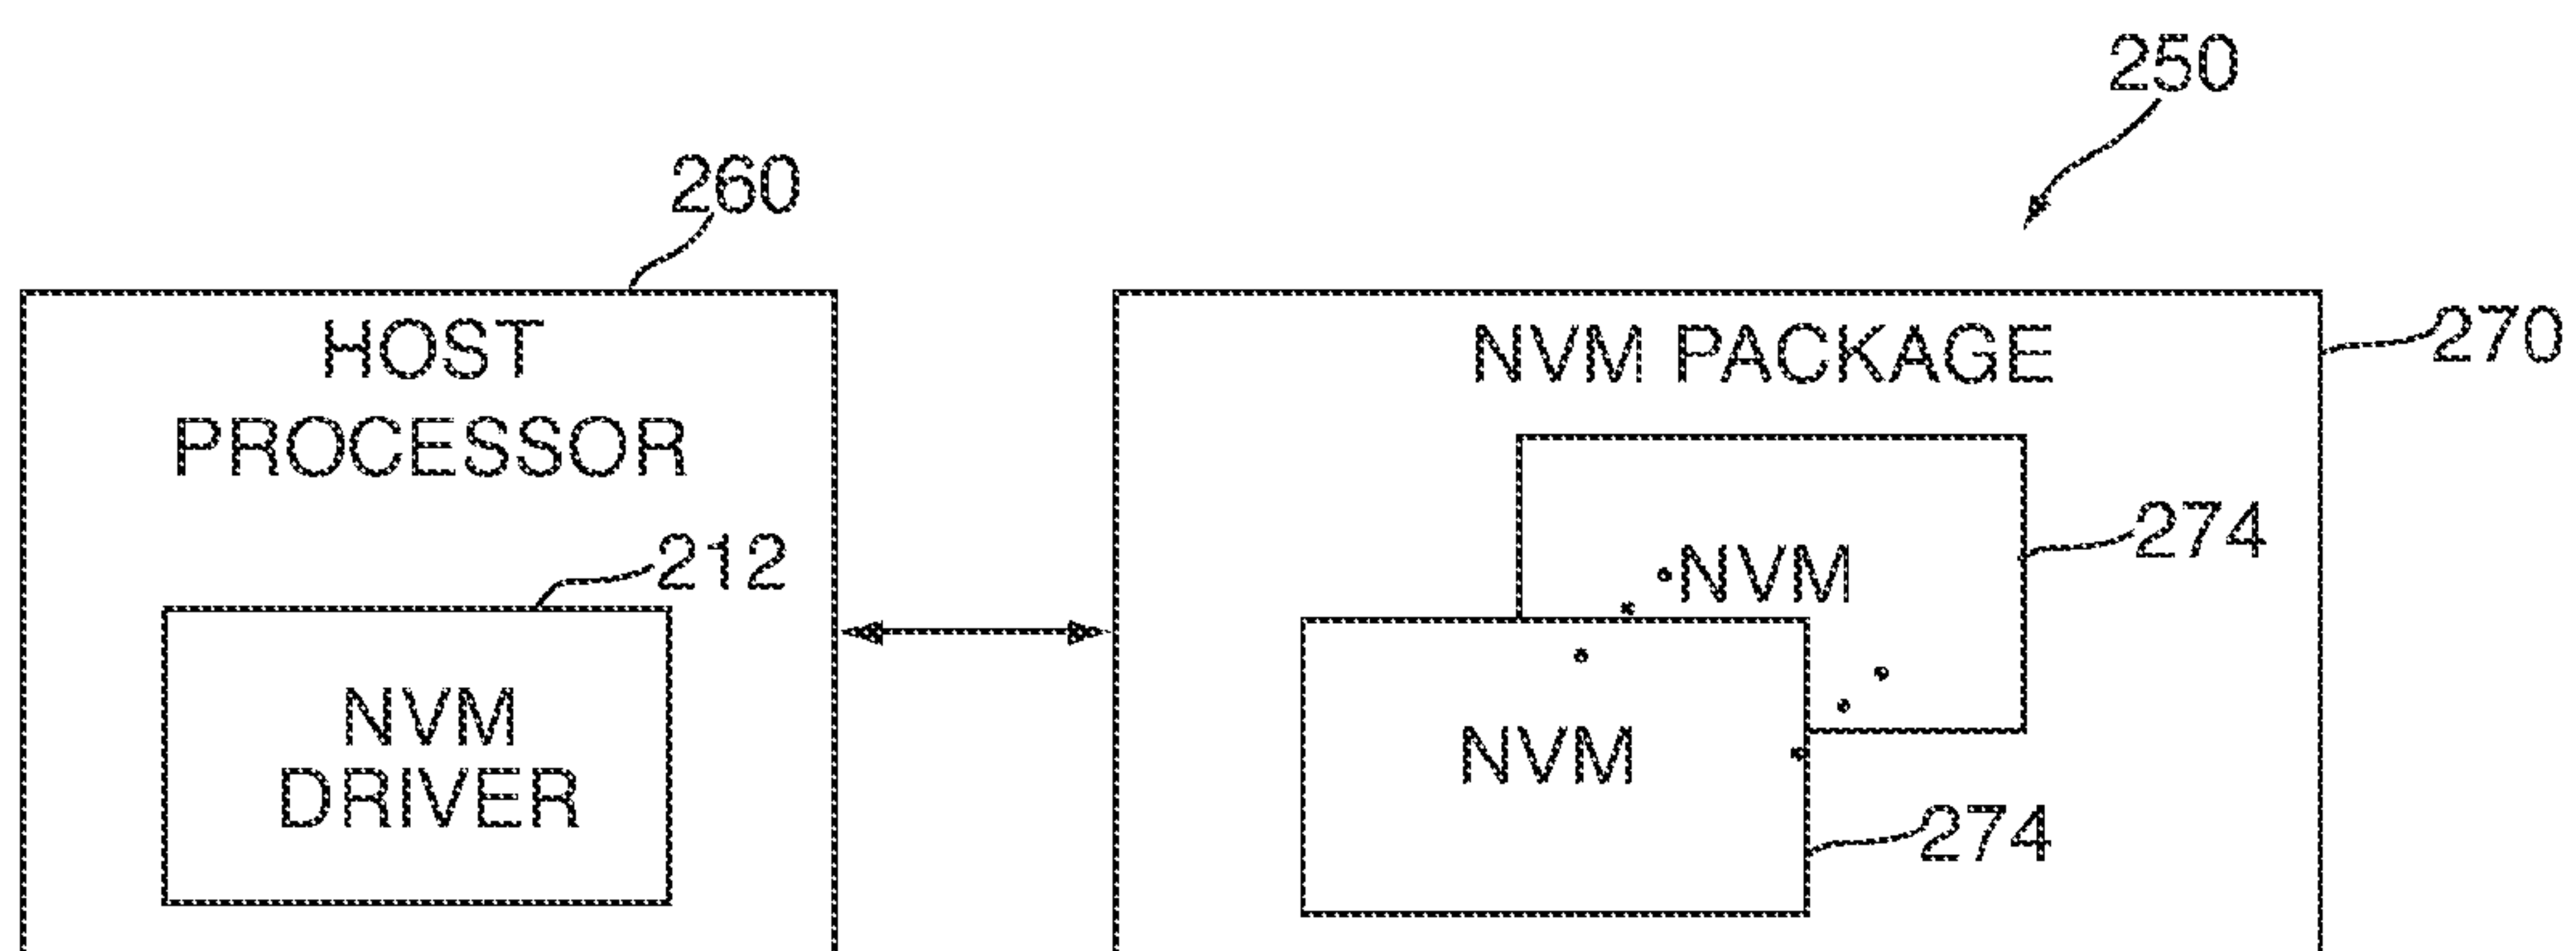 250
260
HOST
PROCESSOR
212
NVM
DRIVER
NVM PACKAGE
270
NVM
274
NVM
274